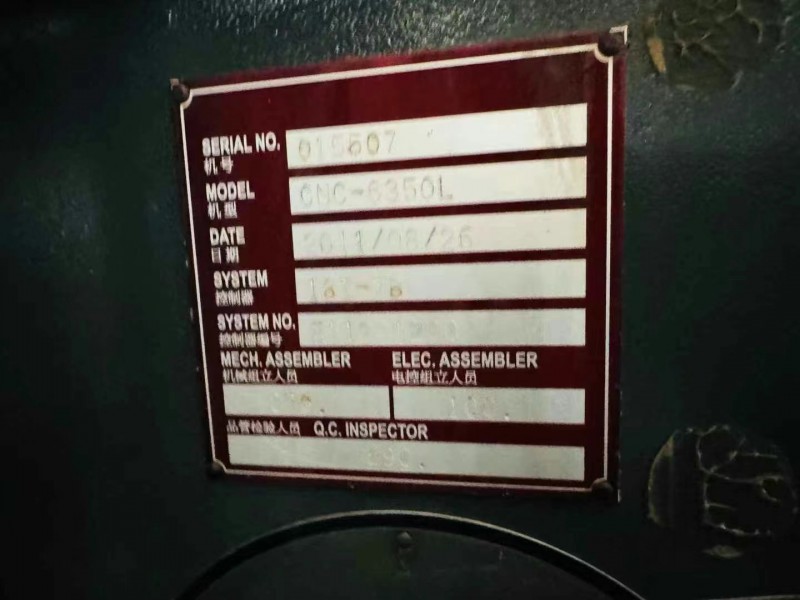 SERIAL NO. 015607
机号
MODEL CNC-6350L
机型
DATE 2011/08/26
日期
SYSTEM
控制器
SYSTEM NO.
控制器编号
MECH. ASSEMBLER ELEC. ASSEMBLER
机械组立人员 电控组立人员
品管检验人员 Q.C. INSPECTOR